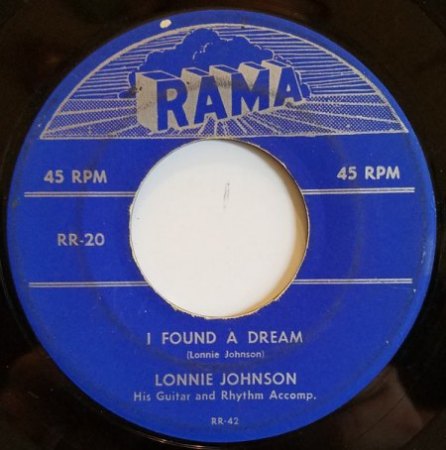 RAMA
45 RPM 45 RPM
RR-20
I FOUND A DREAM
(Lonnie Johnson)
LONNIE JOHNSON
His Guitar and Rhythm Accomp.
RR-42